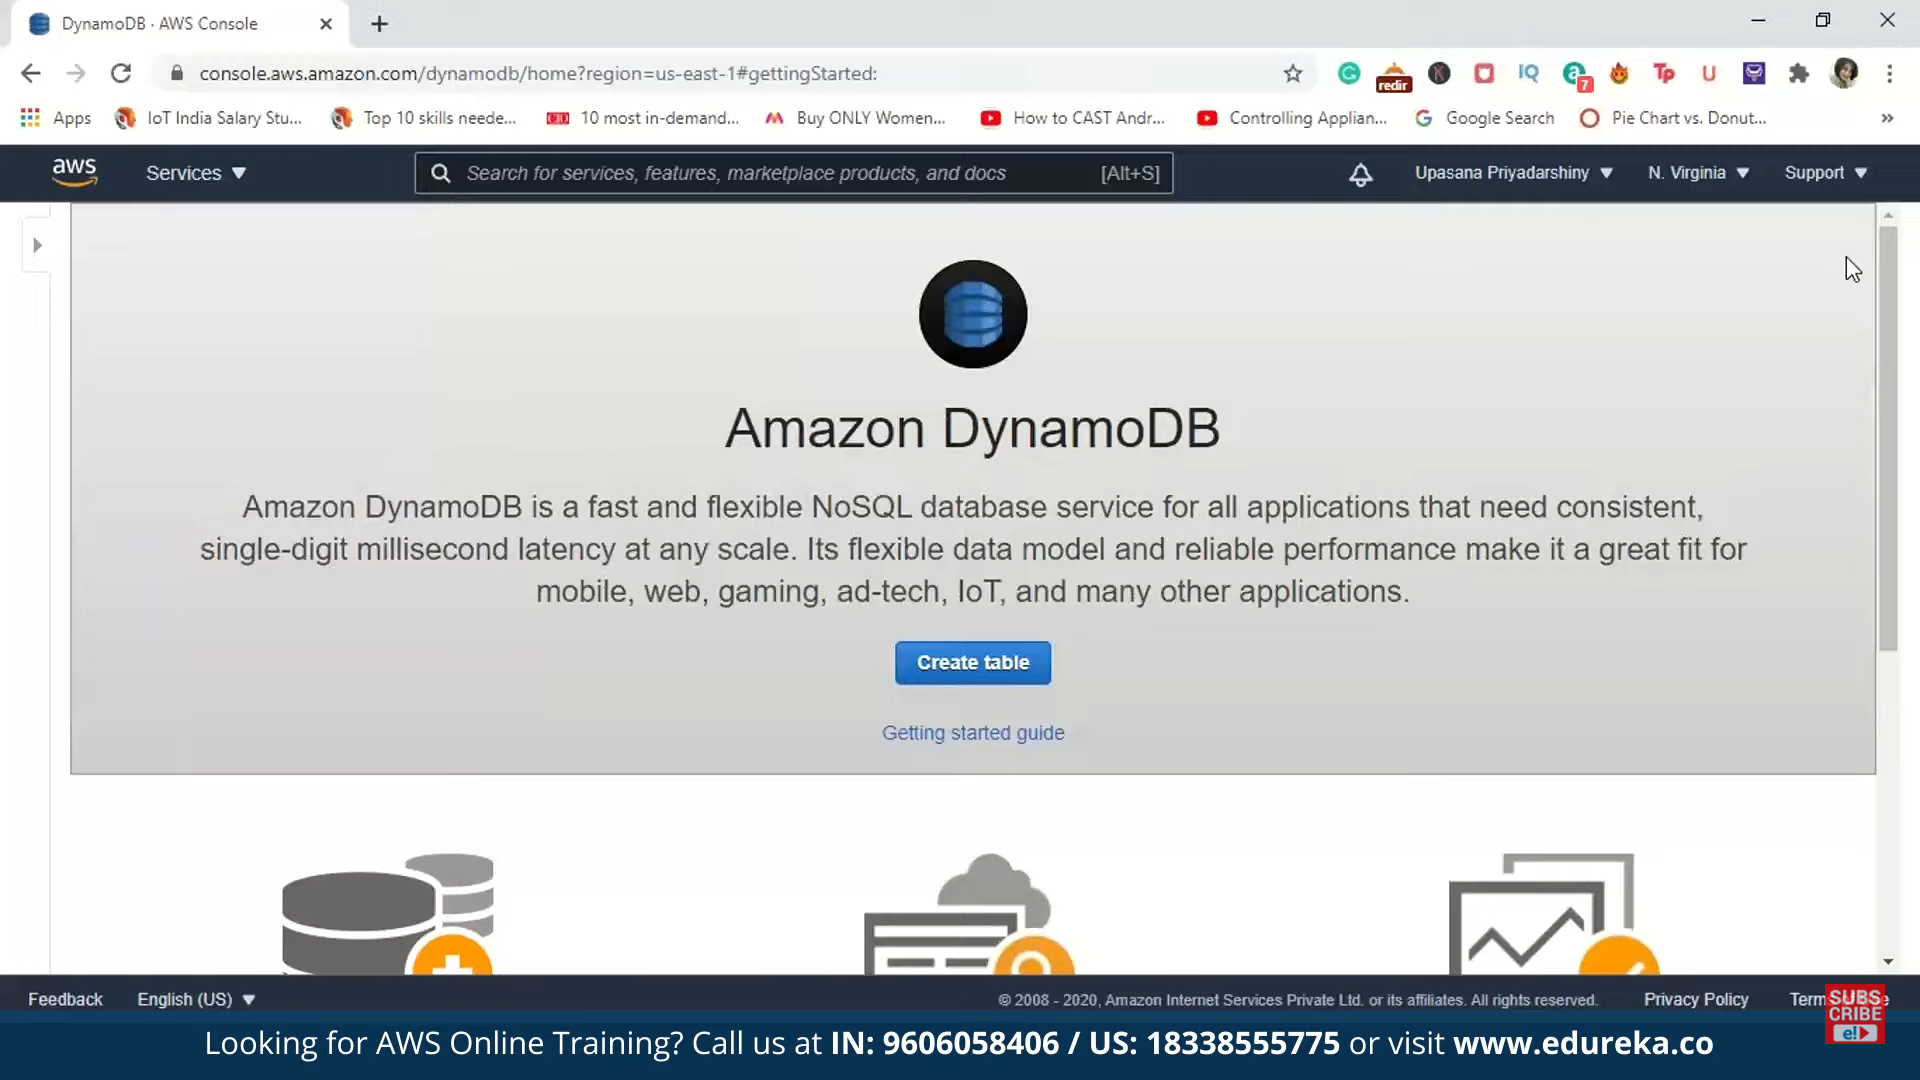 DynamoDB · AWS Console
console.aws.amazon.com/dynamodb/home?region=us-east-1#gettingStarted:
redir
K
IQ
a
7
Tp
U
Apps
IoT India Salary Stu...
Top 10 skills neede...
10 most in-demand...
Buy ONLY Women...
How to CAST Andr...
Controlling Applian...
Google Search
Pie Chart vs. Donut...
»
aws
Services
Search for services, features, marketplace products, and docs
[Alt+S]
Upasana Priyadarshiny
N. Virginia
Support
Amazon DynamoDB
Amazon DynamoDB is a fast and flexible NoSQL database service for all applications that need consistent,
single-digit millisecond latency at any scale. Its flexible data model and reliable performance make it a great fit for
mobile, web, gaming, ad-tech, IoT, and many other applications.
Create table
Getting started guide
Feedback
English (US)
© 2008 - 2020, Amazon Internet Services Private Ltd. or its affiliates. All rights reserved.
Privacy Policy
SUBS
CRIBE
e!
Looking for AWS Online Training? Call us at IN: 9606058406 / US: 18338555775 or visit www.edureka.co